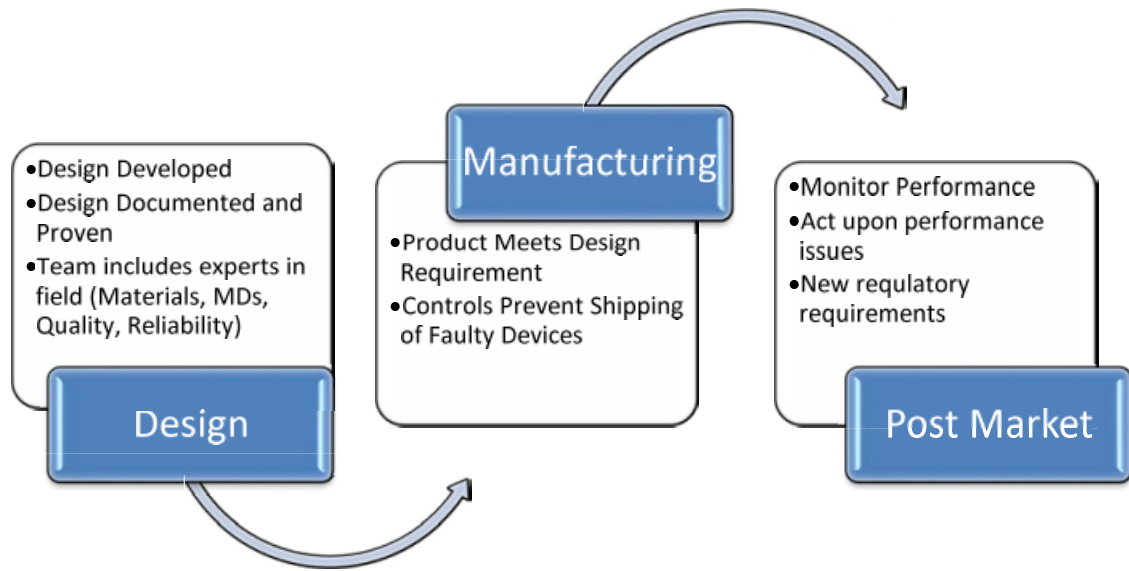 •Design Developed
•Design Documented and
Proven
•Team includes experts in
field (Materials, MDs,
Quality, Reliability)
Design
Manufacturing
•Product Meets Design
Requirement
•Controls Prevent Shipping
of Faulty Devices
•Monitor Performance
•Act upon performance
issues
•New requlatory
requirements
Post Market